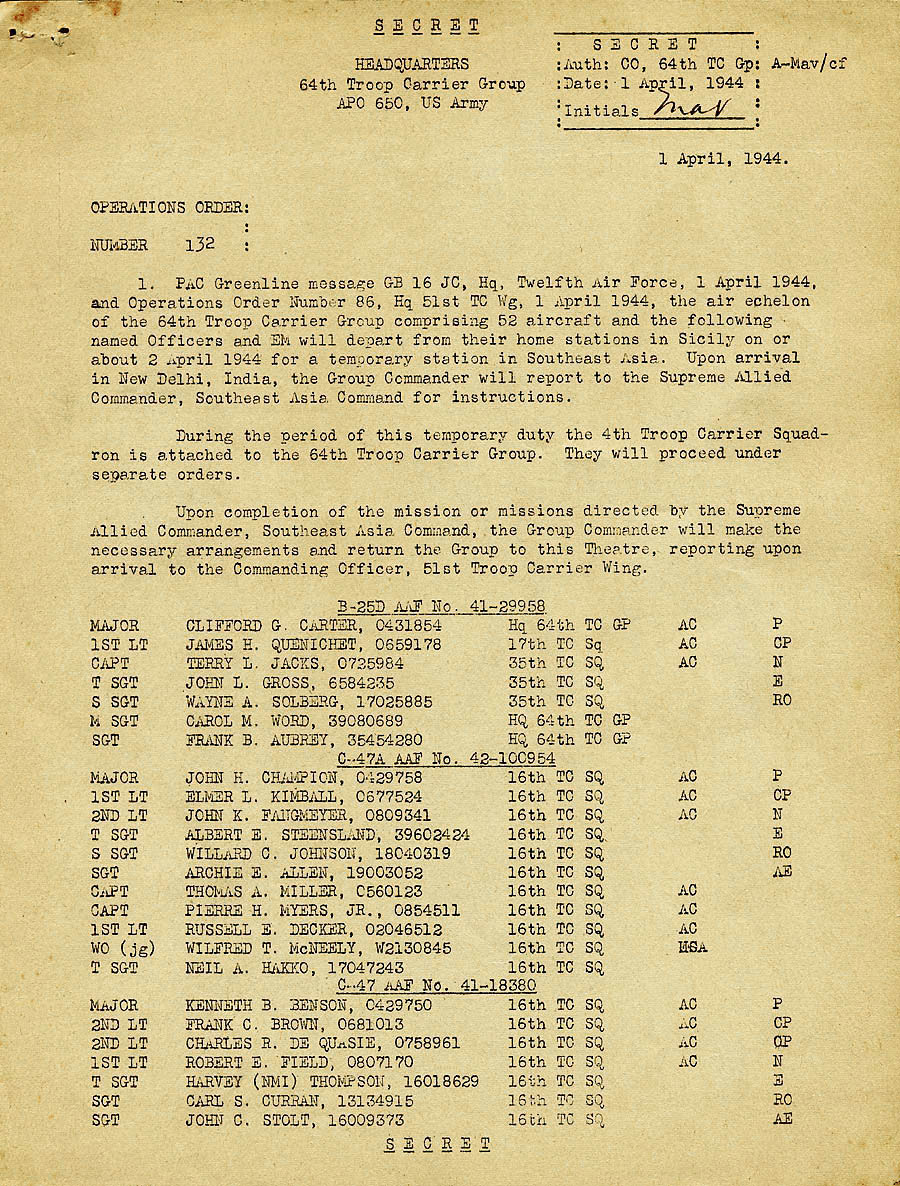 S E C R E T
HEADQUARTERS
64th Troop Carrier Group
APO 650, US Army
: S E C R E T :
:Auth: CO, 64th TC Gp: A-Mav/cf
:Date: 1 April, 1944 :
:Initials :
1 April, 1944.
OPERATIONS ORDER:
:
NUMBER 132 :
1. PAC Greenline message GB 16 JC, Hq, Twelfth Air Force, 1 April 1944,
and Operations Order Number 86, Hq 51st TC Wg, 1 April 1944, the air echelon
of the 64th Troop Carrier Group comprising 52 aircraft and the following
named Officers and EM will depart from their home stations in Sicily on or
about 2 April 1944 for a temporary station in Southeast Asia. Upon arrival
in New Delhi, India, the Group Commander will report to the Supreme Allied
Commander, Southeast Asia Command for instructions.
During the period of this temporary duty the 4th Troop Carrier Squad-
ron is attached to the 64th Troop Carrier Group. They will proceed under
separate orders.
Upon completion of the mission or missions directed by the Supreme
Allied Commander, Southeast Asia Command, the Group Commander will make the
necessary arrangements and return the Group to this Theatre, reporting upon
arrival to the Commanding Officer, 51st Troop Carrier Wing.
B-25D AAF No. 41-29958
MAJOR CLIFFORD G. CARTER, O431854 Hq 64th TC GP AC P
1ST LT JAMES H. QUENICHET, O659178 17th TC Sq AC CP
CAPT TERRY L. JACKS, O725984 35th TC SQ AC N
T SGT JOHN L. GROSS, 6584235 35th TC SQ E
S SGT WAYNE A. SOLBERG, 17025885 35th TC SQ RO
M SGT CAROL M. WORD, 39080689 HQ 64th TC GP
SGT FRANK B. AUBREY, 35454280 HQ 64th TC GP
C-47A AAF No. 42-100954
MAJOR JOHN H. CHAMPION, O429758 16th TC SQ AC P
1ST LT ELMER L. KIMBALL, O677524 16th TC SQ AC CP
2ND LT JOHN K. FANGMEYER, O809341 16th TC SQ AC N
T SGT ALBERT E. STEENSLAND, 39602424 16th TC SQ E
S SGT WILLARD C. JOHNSON, 18040319 16th TC SQ RO
SGT ARCHIE E. ALLEN, 19003052 16th TC SQ AE
CAPT THOMAS A. MILLER, O560123 16th TC SQ AC
CAPT PIERRE H. MYERS, JR., O854511 16th TC SQ AC
1ST LT RUSSELL E. DECKER, O2046512 16th TC SQ AC
WO (jg) WILFRED T. McNEELY, W2130845 16th TC SQ USA
T SGT NEIL A. HAKKO, 17047243 16th TC SQ
C-47 AAF No. 41-18380
MAJOR KENNETH B. BENSON, O429750 16th TC SQ AC P
2ND LT FRANK C. BROWN, O681013 16th TC SQ AC CP
2ND LT CHARLES R. DE QUASIE, O758961 16th TC SQ AC CP
1ST LT ROBERT E. FIELD, O807170 16th TC SQ AC N
T SGT HARVEY (NMI) THOMPSON, 16018629 16th TC SQ E
SGT CARL S. CURRAN, 13134915 16th TC SQ RO
SGT JOHN C. STOLT, 16009373 16th TC SQ AE
S E C R E T